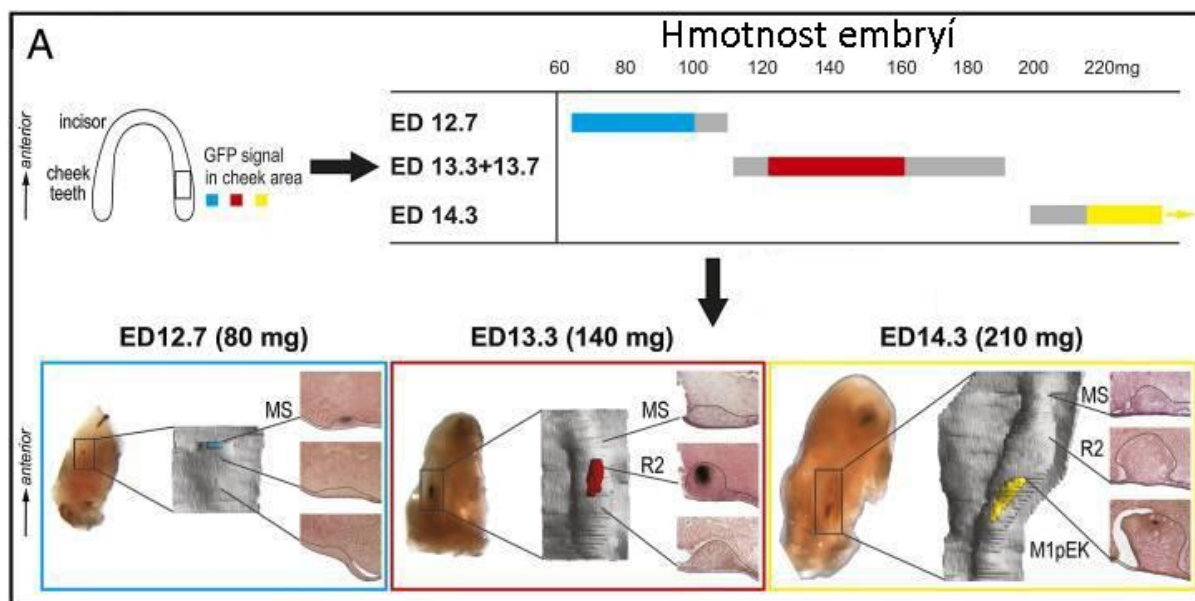 A
Hmotnost embryí
60 80 100 120 140 160 180 200 220mg
anterior
incisor
cheek
teeth
GFP signal
in cheek area
ED 12.7
ED 13.3+13.7
ED 14.3
ED12.7 (80 mg)
ED13.3 (140 mg)
ED14.3 (210 mg)
anterior
MS
MS
R2
MS
R2
M1pEK